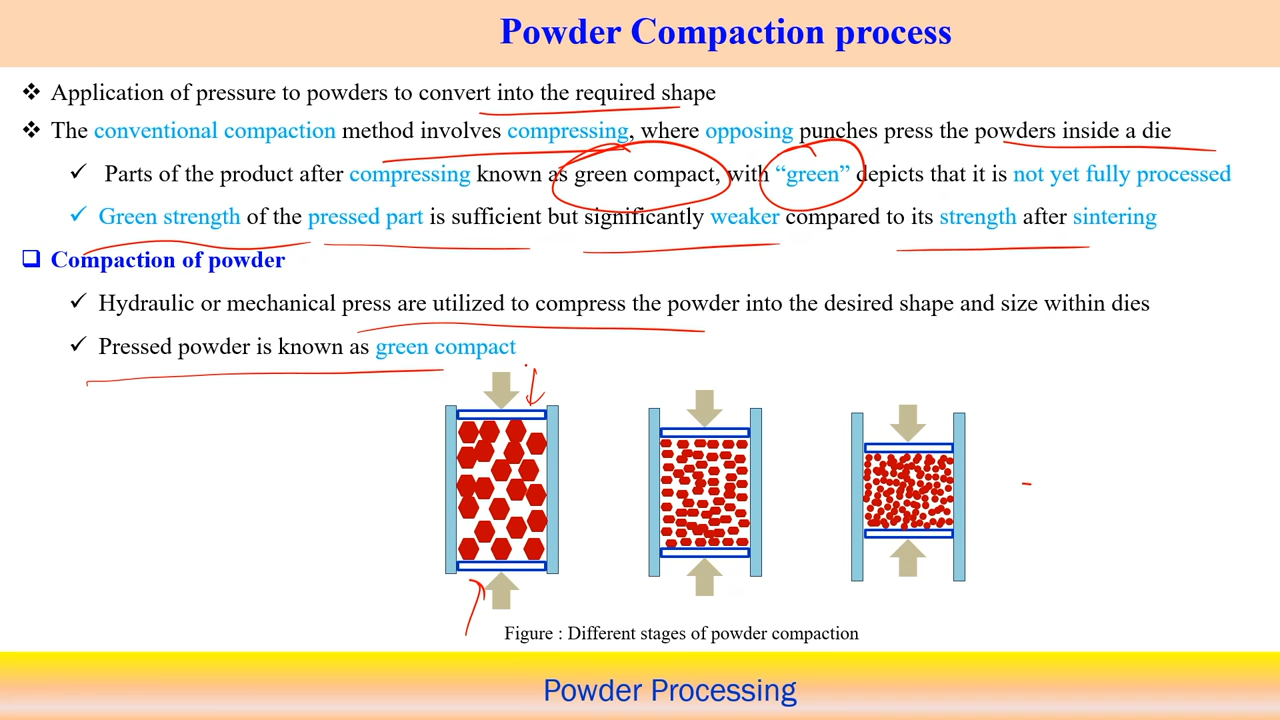 Powder Compaction process
❖ Application of pressure to powders to convert into the required shape
❖ The conventional compaction method involves compressing, where opposing punches press the powders inside a die
✓ Parts of the product after compressing known as green compact, with “green” depicts that it is not yet fully processed
✓ Green strength of the pressed part is sufficient but significantly weaker compared to its strength after sintering
❑ Compaction of powder
✓ Hydraulic or mechanical press are utilized to compress the powder into the desired shape and size within dies
✓ Pressed powder is known as green compact
Figure : Different stages of powder compaction
Powder Processing